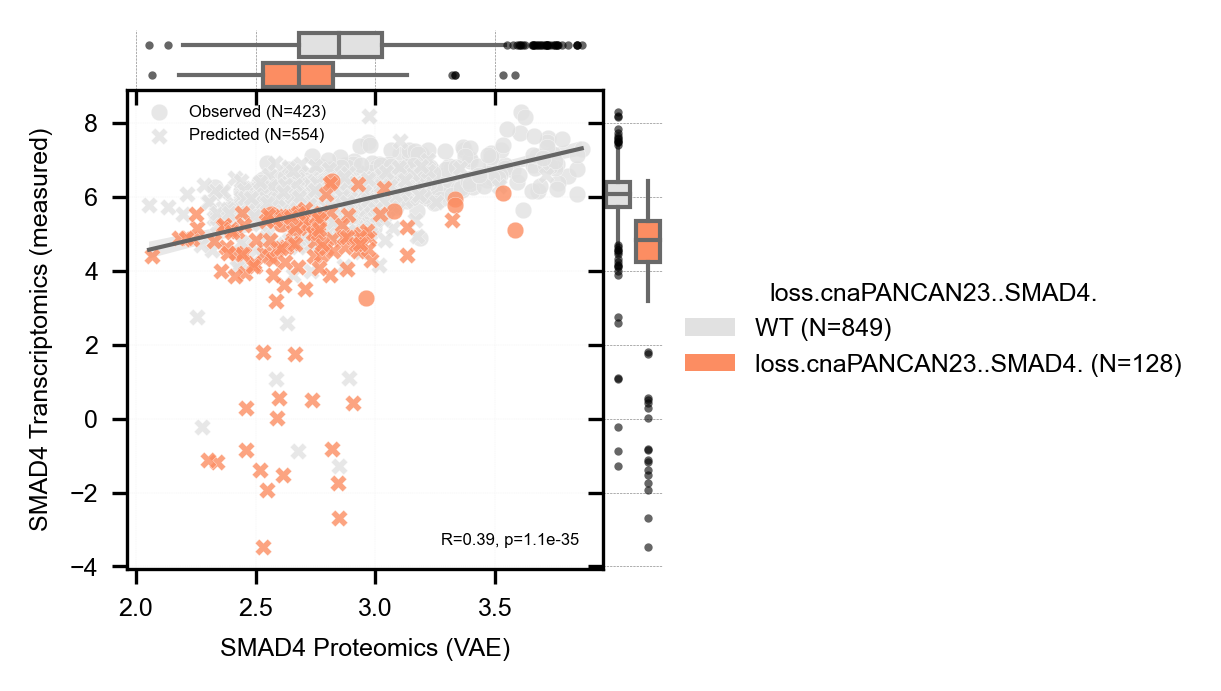 Observed (N=423)
Predicted (N=554)
8
6
4
2
0
−2
−4
SMAD4 Transcriptomics (measured)
R=0.39, p=1.1e-35
2.0
2.5
3.0
3.5
SMAD4 Proteomics (VAE)
loss.cnaPANCAN23..SMAD4.
WT (N=849)
loss.cnaPANCAN23..SMAD4. (N=128)